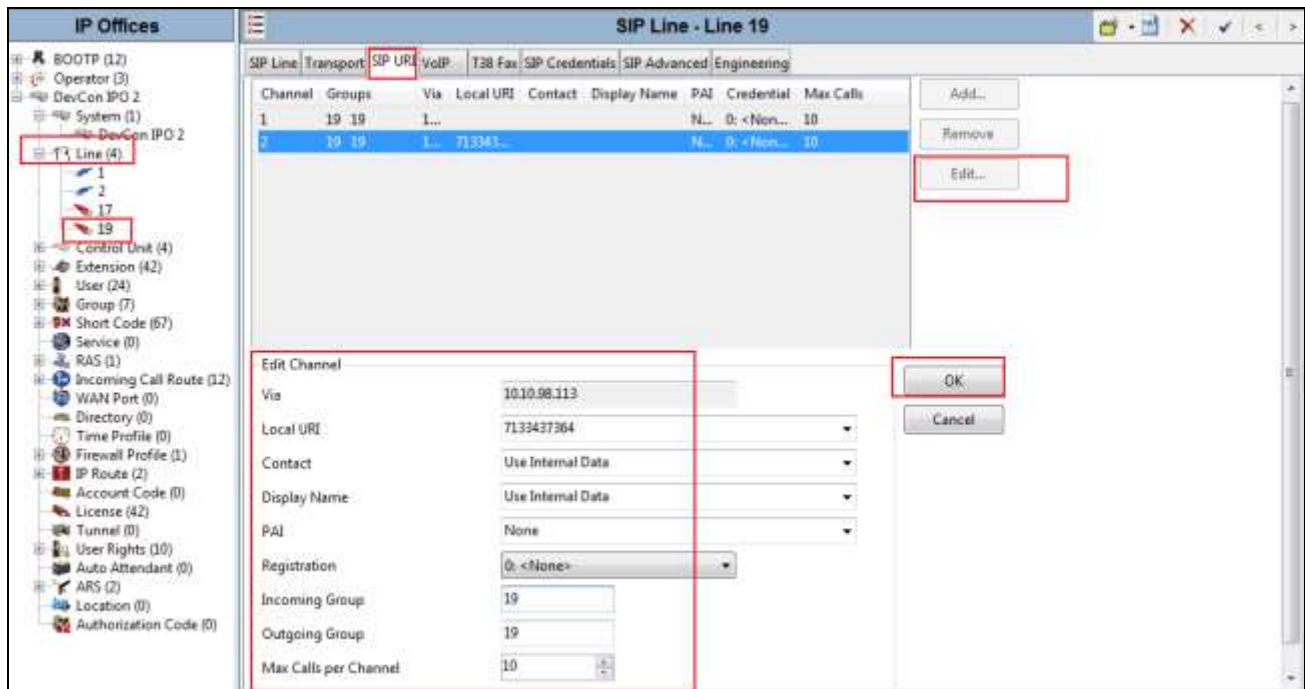 IP Offices
BOOTP (12)
Operator (3)
DevCon IPO 2
System (1)
DevCon IPO 2
Line (4)
1
2
17
19
Control Unit (4)
Extension (42)
User (24)
Group (7)
Short Code (67)
Service (0)
RAS (1)
Incoming Call Route (12)
WAN Port (0)
Directory (0)
Time Profile (0)
Firewall Profile (1)
IP Route (2)
Account Code (0)
License (42)
Tunnel (0)
User Rights (10)
Auto Attendant (0)
ARS (2)
Location (0)
Authorization Code (0)
SIP Line - Line 19
SIP Line Transport SIP URI VoIP T38 Fax SIP Credentials SIP Advanced Engineering
Channel Groups Via Local URI Contact Display Name PAI Credential Max Calls
1 19 19 1... N... 0: <Non... 10
2 19 19 1... 713343... N... 0: <Non... 10
Add...
Remove
Edit...
Edit Channel
Via 10.10.98.113
Local URI 7133437364
Contact Use Internal Data
Display Name Use Internal Data
PAI None
Registration 0: <None>
Incoming Group 19
Outgoing Group 19
Max Calls per Channel 10
OK
Cancel